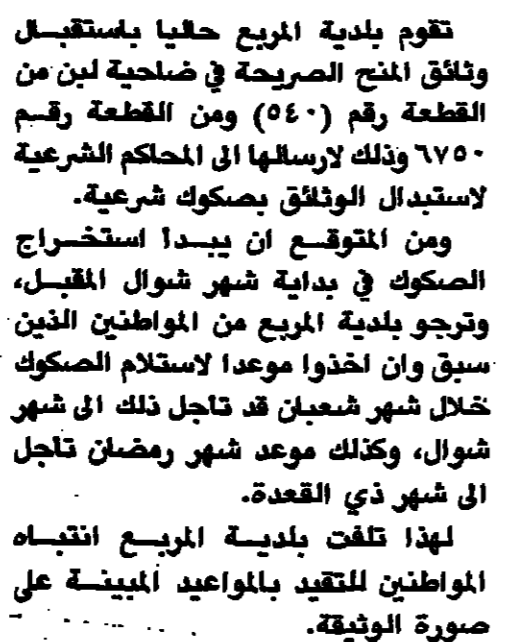 تقوم بلدية المربع حاليا باستقبال
وثائق المنح الصريحة في ضاحية لبن من
القطعة رقم (٥٤٠) ومن القطعة رقم
٦٧٥٠ وذلك لارسالها الى المحاكم الشرعية
لاستبدال الوثائق بصكوك شرعية.
ومن المتوقع ان يبدأ استخراج
الصكوك في بداية شهر شوال المقبل،
وترجو بلدية المربع من المواطنين الذين
سبق وان اخذوا موعدا لاستلام الصكوك
خلال شهر شعبان قد تاجل ذلك الى شهر
شوال، وكذلك موعد شهر رمضان تاجل
الى شهر ذي القعدة.
لهذا تلفت بلدية المربع انتباه
المواطنين للتقيد بالمواعيد المبينة على
صورة الوثيقة.